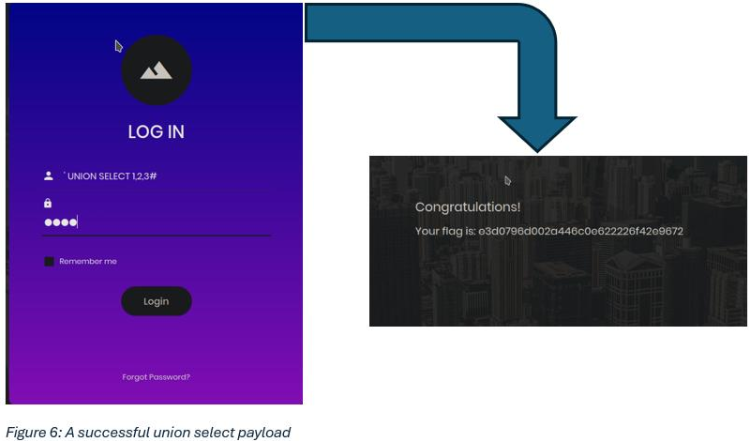 LOG IN
` UNION SELECT 1,2,3#
Remember me
Login
Forgot Password?
Congratulations!
Your flag is: e3d0796d002a446c0e622226f42e9672
Figure 6: A successful union select payload